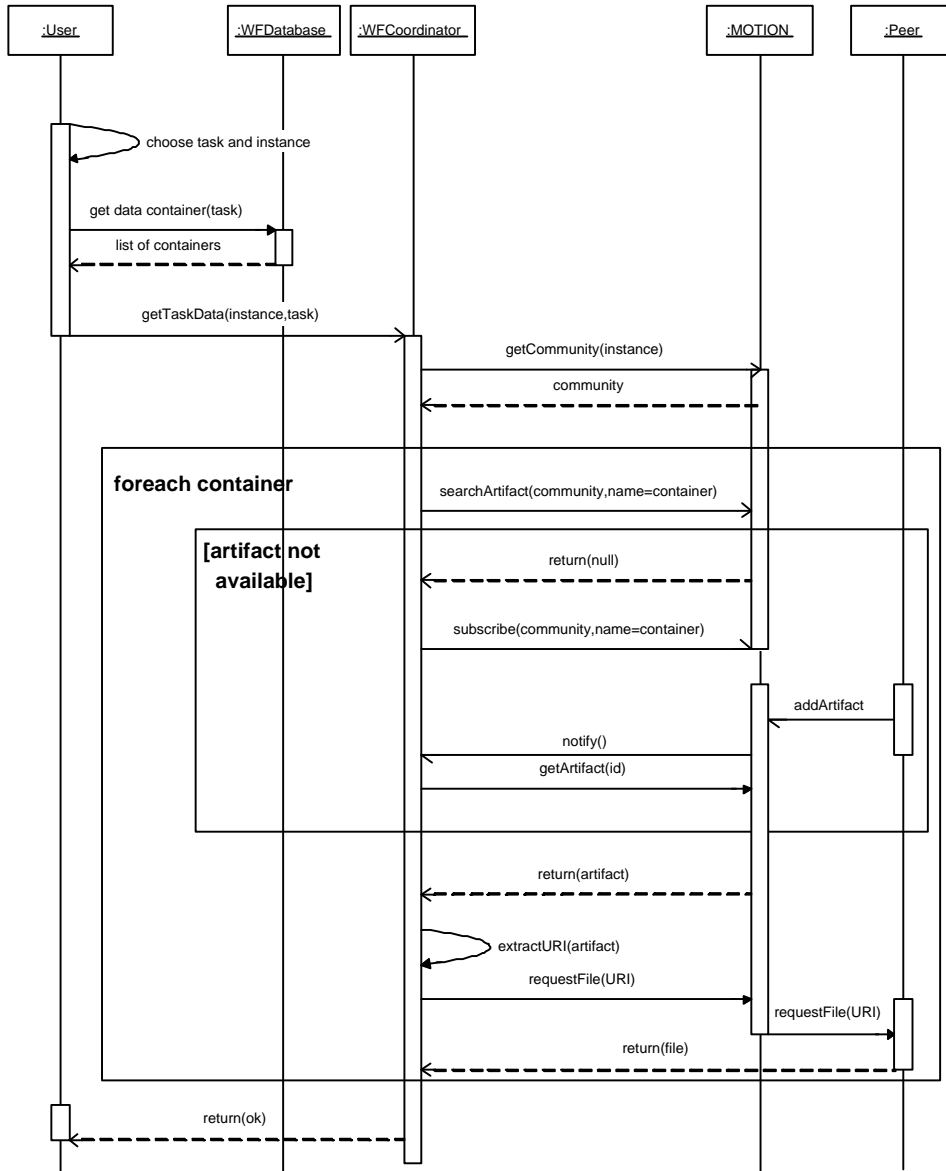 :User
:WFDatabase
:WFCoordinator
:MOTION
:Peer
choose task and instance
get data container(task)
list of containers
getTaskData(instance,task)
getCommunity(instance)
community
foreach container
searchArtifact(community,name=container)
[artifact not
available]
return(null)
subscribe(community,name=container)
addArtifact
notify()
getArtifact(id)
return(artifact)
extractURI(artifact)
requestFile(URI)
requestFile(URI)
return(file)
return(ok)